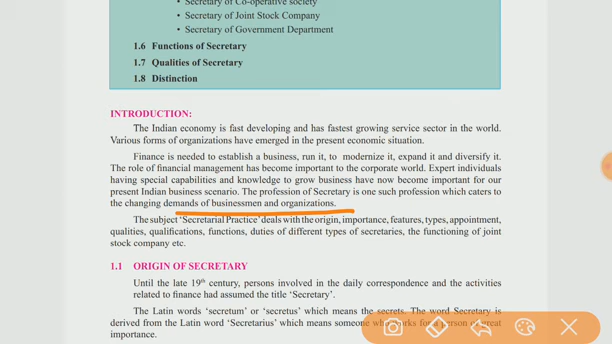 • Secretary of Co-operative society
• Secretary of Joint Stock Company
• Secretary of Government Department
1.6 Functions of Secretary
1.7 Qualities of Secretary
1.8 Distinction
INTRODUCTION:
The Indian economy is fast developing and has fastest growing service sector in the world.
Various forms of organizations have emerged in the present economic situation.
Finance is needed to establish a business, run it, to modernize it, expand it and diversify it.
The role of financial management has become important to the corporate world. Expert individuals
having special capabilities and knowledge to grow business have now become important for our
present Indian business scenario. The profession of Secretary is one such profession which caters to
the changing demands of businessmen and organizations.
The subject 'Secretarial Practice' deals with the origin, importance, features, types, appointment,
qualities, qualifications, functions, duties of different types of secretaries, the functioning of joint
stock company etc.
1.1 ORIGIN OF SECRETARY
Until the late 19th century, persons involved in the daily correspondence and the activities
related to finance had assumed the title 'Secretary'.
The Latin words 'secretum' or 'secretus' which means the secrets. The word Secretary is
derived from the Latin word 'Secretarius' which means someone who works for a person of great
importance.